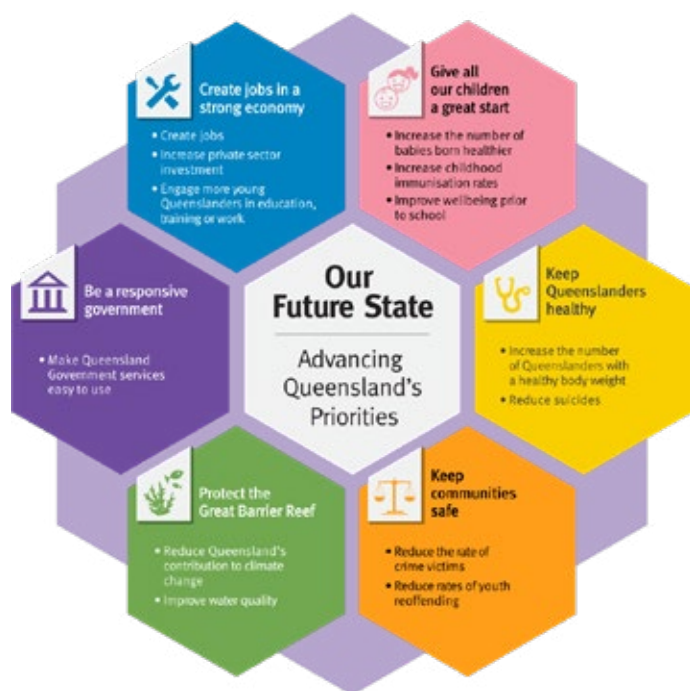 Our
Future State
Advancing
Queensland's
Priorities
Create jobs in a
strong economy
• Create jobs
• Increase private sector
investment
• Engage more young
Queenslanders in education,
training or work
Give all
our children
a great start
• Increase the number of
babies born healthier
• Increase childhood
immunisation rates
• Improve wellbeing prior
to school
Keep
Queenslanders
healthy
• Increase the number
of Queenslanders with
a healthy body weight
• Reduce suicides
Keep
communities
safe
• Reduce the rate of
crime victims
• Reduce rates of youth
reoffending
Protect the
Great Barrier Reef
• Reduce Queensland's
contribution to climate
change
• Improve water quality
Be a responsive
government
• Make Queensland
Government services
easy to use